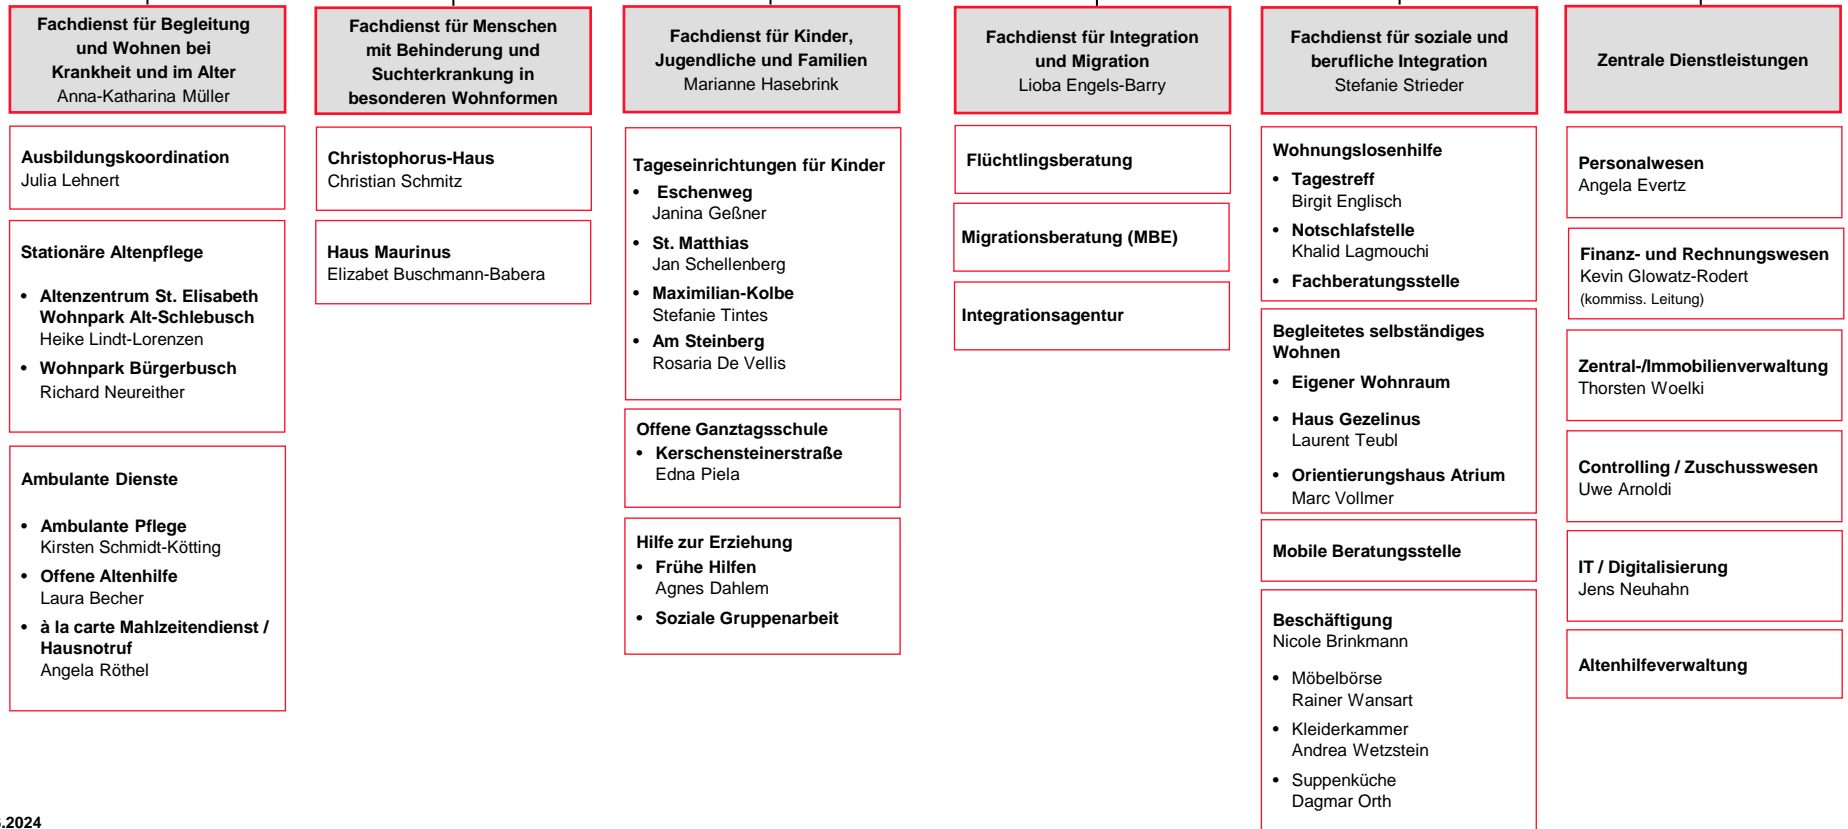 Fachdienst für Begleitung
und Wohnen bei
Krankheit und im Alter
Anna-Katharina Müller
Ausbildungskoordination
Julia Lehnert
Stationäre Altenpflege
• Altenzentrum St. Elisabeth
Wohnpark Alt-Schlebusch
Heike Lindt-Lorenzen
• Wohnpark Bürgerbusch
Richard Neureither
Ambulante Dienste
• Ambulante Pflege
Kirsten Schmidt-Kötting
• Offene Altenhilfe
Laura Becher
• à la carte Mahlzeitendienst /
Hausnotruf
Angela Röthel
Fachdienst für Menschen
mit Behinderung und
Suchterkrankung in
besonderen Wohnformen
Christophorus-Haus
Christian Schmitz
Haus Maurinus
Elizabet Buschmann-Babera
Fachdienst für Kinder,
Jugendliche und Familien
Marianne Hasebrink
Tageseinrichtungen für Kinder
• Eschenweg
Janina Geßner
• St. Matthias
Jan Schellenberg
• Maximilian-Kolbe
Stefanie Tintes
• Am Steinberg
Rosaria De Vellis
Offene Ganztagsschule
• Kerschensteinerstraße
Edna Piela
Hilfe zur Erziehung
• Frühe Hilfen
Agnes Dahlem
• Soziale Gruppenarbeit
Fachdienst für Integration
und Migration
Lioba Engels-Barry
Flüchtlingsberatung
Migrationsberatung (MBE)
Integrationsagentur
Fachdienst für soziale und
berufliche Integration
Stefanie Strieder
Wohnungslosenhilfe
• Tagestreff
Birgit Englisch
• Notschlafstelle
Khalid Lagmouchi
• Fachberatungsstelle
Begleitetes selbständiges
Wohnen
• Eigener Wohnraum
• Haus Gezelinus
Laurent Teubl
• Orientierungshaus Atrium
Marc Vollmer
Mobile Beratungsstelle
Beschäftigung
Nicole Brinkmann
• Möbelbörse
Rainer Wansart
• Kleiderkammer
Andrea Wetzstein
• Suppenküche
Dagmar Orth
Zentrale Dienstleistungen
Personalwesen
Angela Evertz
Finanz- und Rechnungswesen
Kevin Glowatz-Rodert
(kommiss. Leitung)
Zentral-/Immobilienverwaltung
Thorsten Woelki
Controlling / Zuschusswesen
Uwe Arnoldi
IT / Digitalisierung
Jens Neuhahn
Altenhilfeverwaltung
.2024